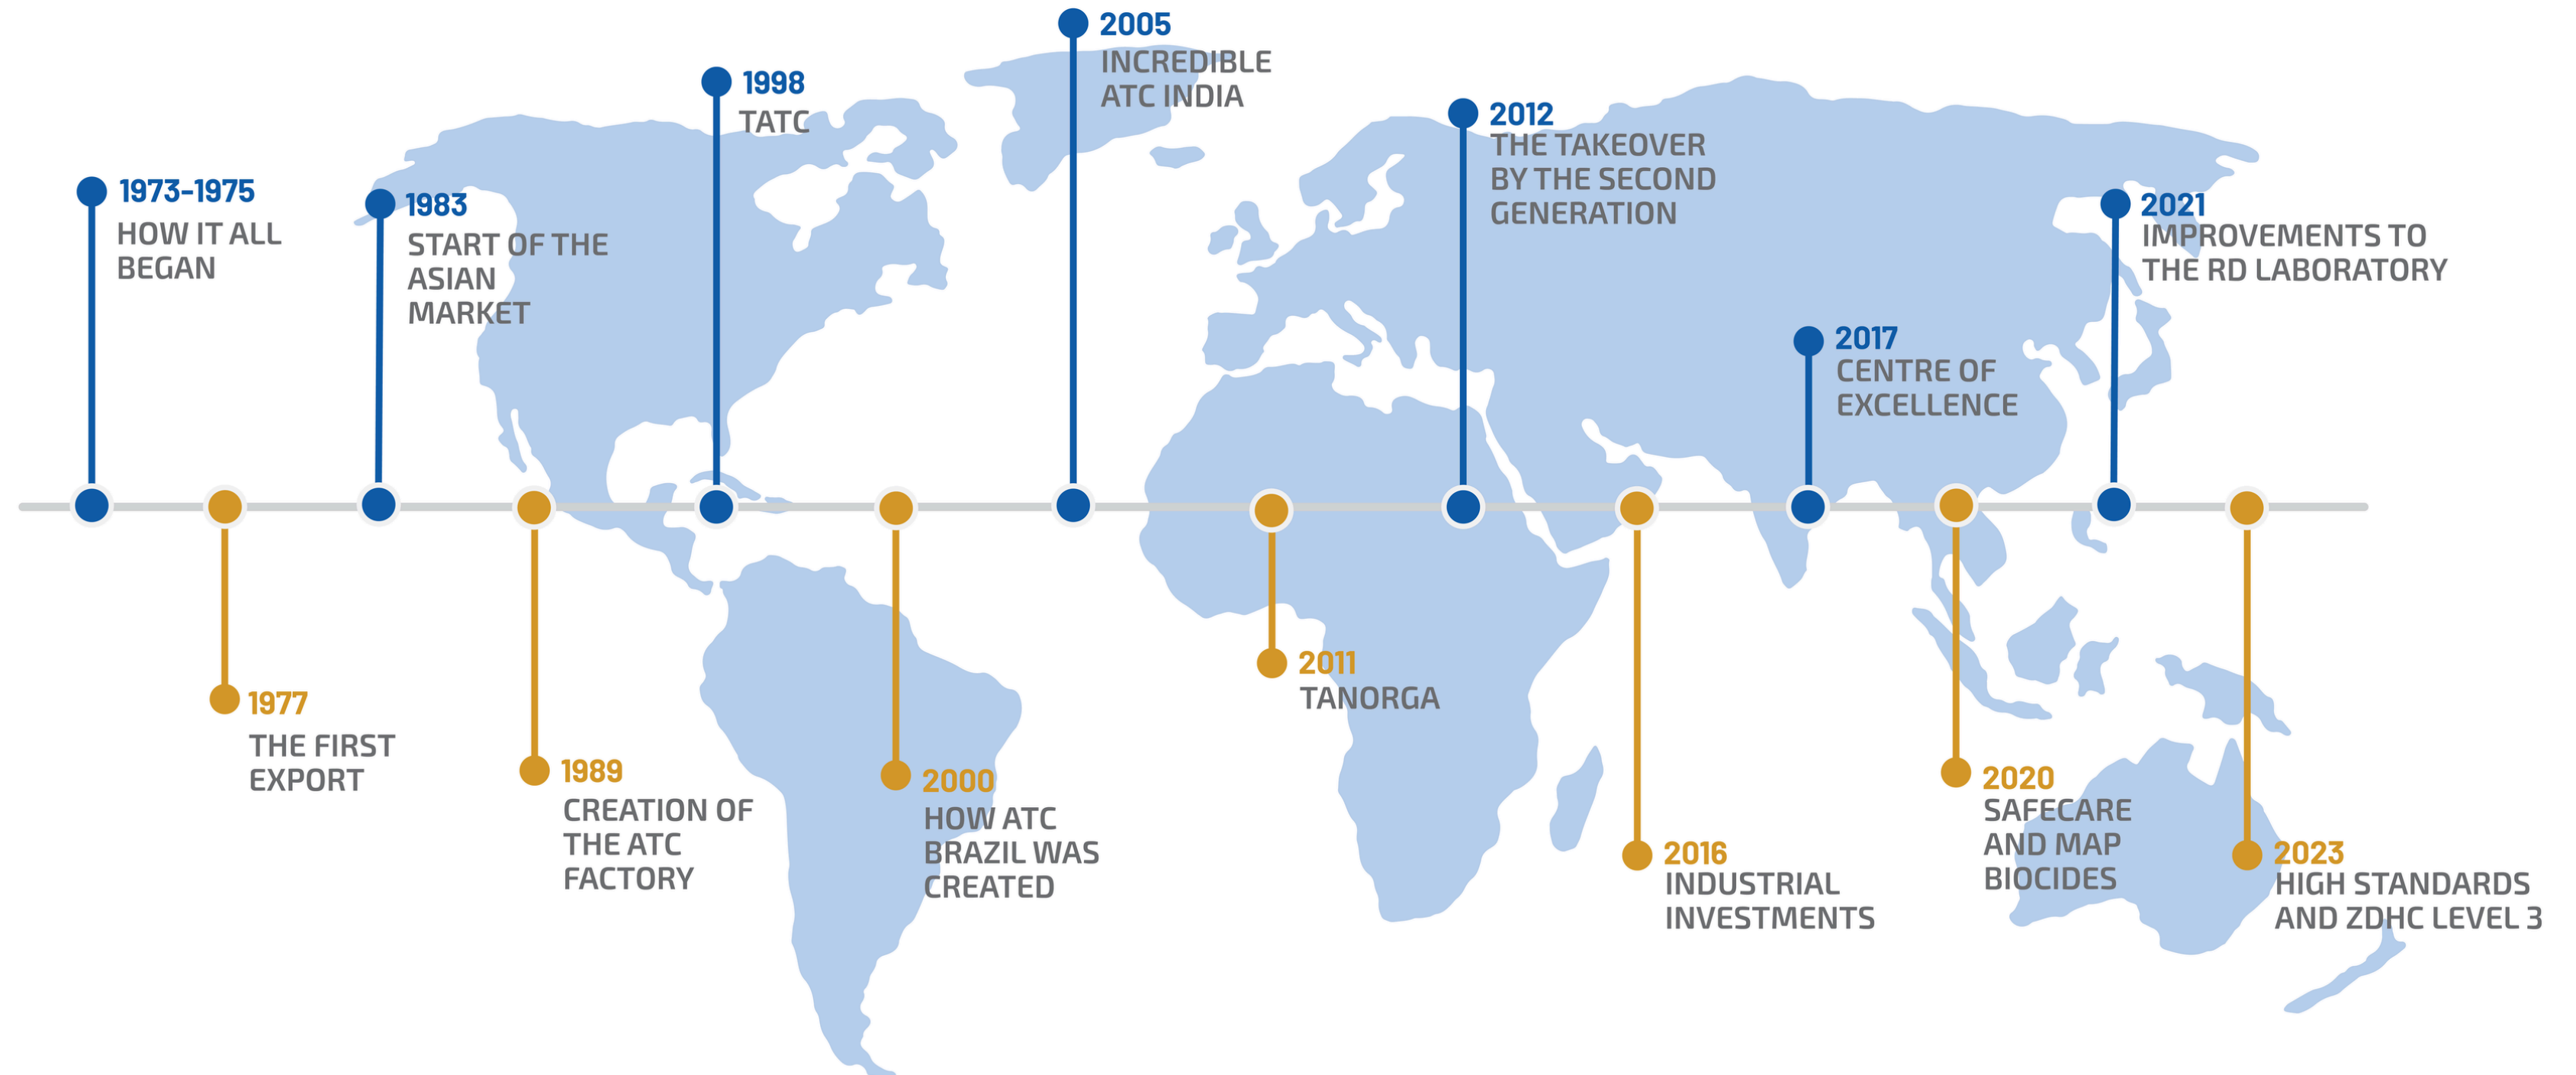 1973-1975
HOW IT ALL
BEGAN
1977
THE FIRST
EXPORT
1983
START OF THE
ASIAN
MARKET
1989
CREATION OF
THE ATC
FACTORY
1998
TATC
2000
HOW ATC
BRAZIL WAS
CREATED
2005
INCREDIBLE
ATC INDIA
2011
TANORGA
2012
THE TAKEOVER
BY THE SECOND
GENERATION
2016
INDUSTRIAL
INVESTMENTS
2017
CENTRE OF
EXCELLENCE
2020
SAFECARE
AND MAP
BIOCIDES
2021
IMPROVEMENTS TO
THE RD LABORATORY
2023
HIGH STANDARDS
AND ZDHC LEVEL 3